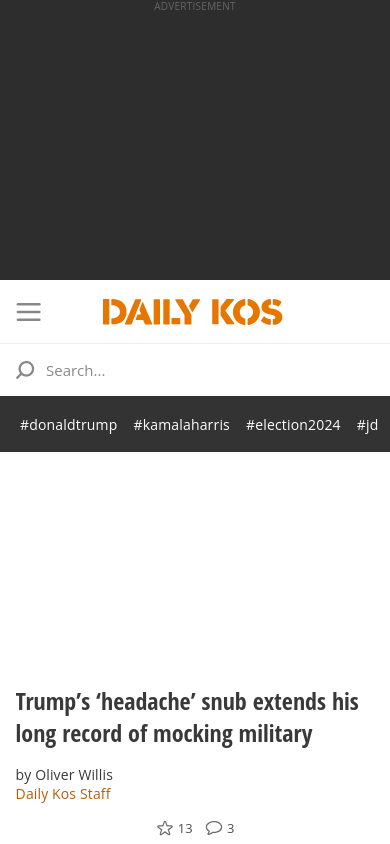 ADVERTISEMENT
DAILY KOS
Search...
#donaldtrump #kamalaharris #election2024 #jd
Trump’s ‘headache’ snub extends his
long record of mocking military
by Oliver Willis
Daily Kos Staff
13 3